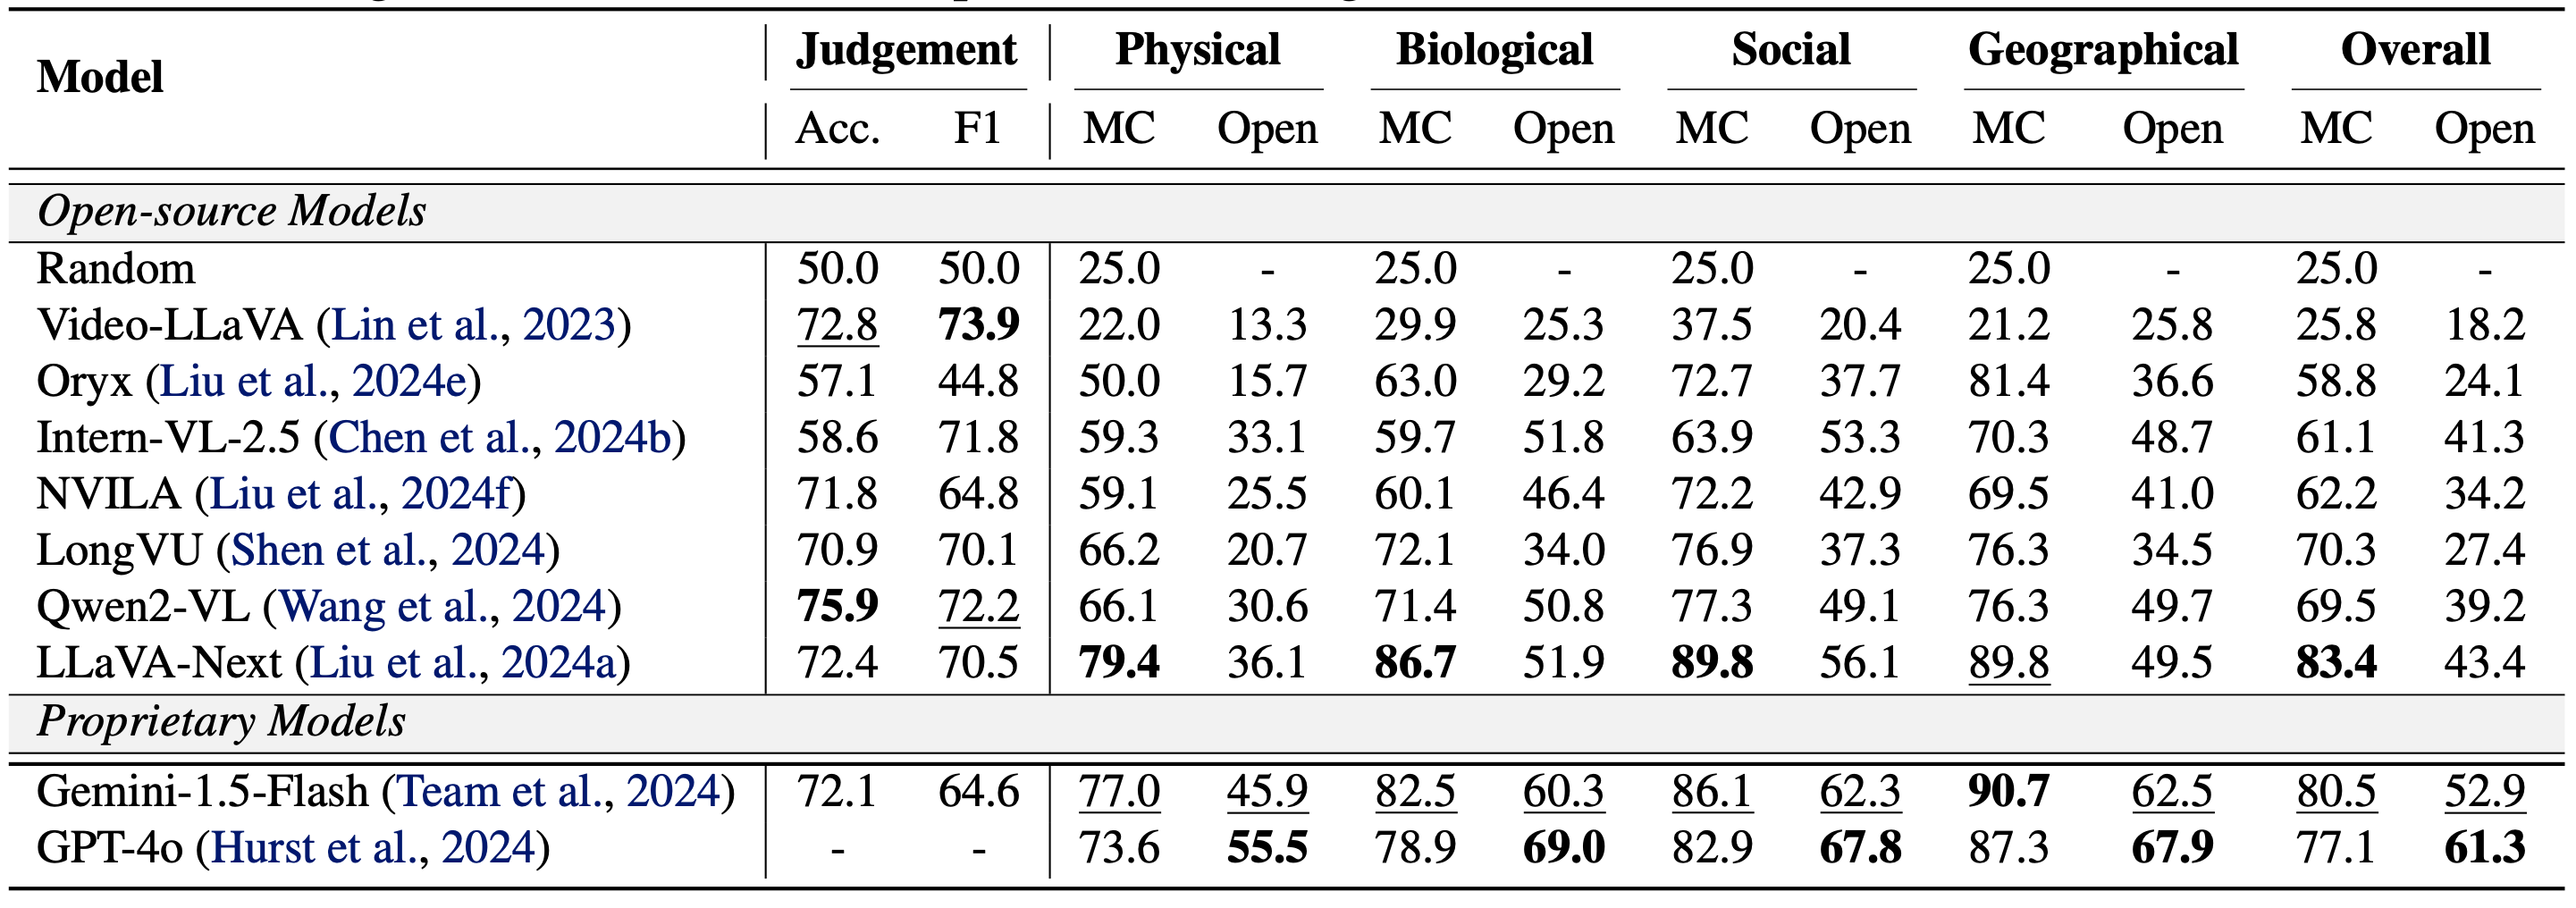 Model Judgement Physical Biological Social Geographical Overall
Acc. F1 MC Open MC Open MC Open MC Open MC Open
Open-source Models
Random 50.0 50.0 25.0 - 25.0 - 25.0 - 25.0 - 25.0 -
Video-LLaVA (Lin et al., 2023) 72.8 73.9 22.0 13.3 29.9 25.3 37.5 20.4 21.2 25.8 25.8 18.2
Oryx (Liu et al., 2024e) 57.1 44.8 50.0 15.7 63.0 29.2 72.7 37.7 81.4 36.6 58.8 24.1
Intern-VL-2.5 (Chen et al., 2024b) 58.6 71.8 59.3 33.1 59.7 51.8 63.9 53.3 70.3 48.7 61.1 41.3
NVILA (Liu et al., 2024f) 71.8 64.8 59.1 25.5 60.1 46.4 72.2 42.9 69.5 41.0 62.2 34.2
LongVU (Shen et al., 2024) 70.9 70.1 66.2 20.7 72.1 34.0 76.9 37.3 76.3 34.5 70.3 27.4
Qwen2-VL (Wang et al., 2024) 75.9 72.2 66.1 30.6 71.4 50.8 77.3 49.1 76.3 49.7 69.5 39.2
LLaVA-Next (Liu et al., 2024a) 72.4 70.5 79.4 36.1 86.7 51.9 89.8 56.1 89.8 49.5 83.4 43.4
Proprietary Models
Gemini-1.5-Flash (Team et al., 2024) 72.1 64.6 77.0 45.9 82.5 60.3 86.1 62.3 90.7 62.5 80.5 52.9
GPT-4o (Hurst et al., 2024) - - 73.6 55.5 78.9 69.0 82.9 67.8 87.3 67.9 77.1 61.3